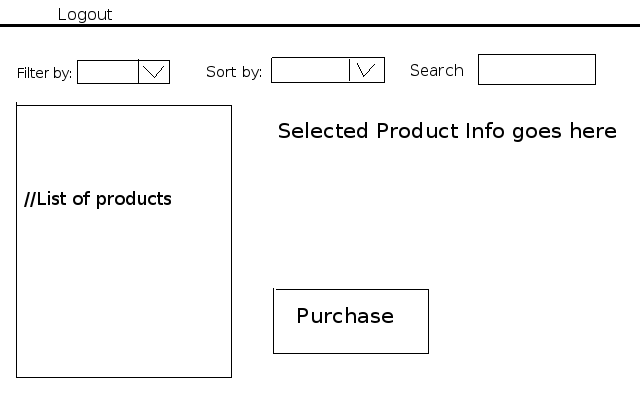 Logout
Filter by:
Sort by:
Search
Selected Product Info goes here
//List of products
Purchase